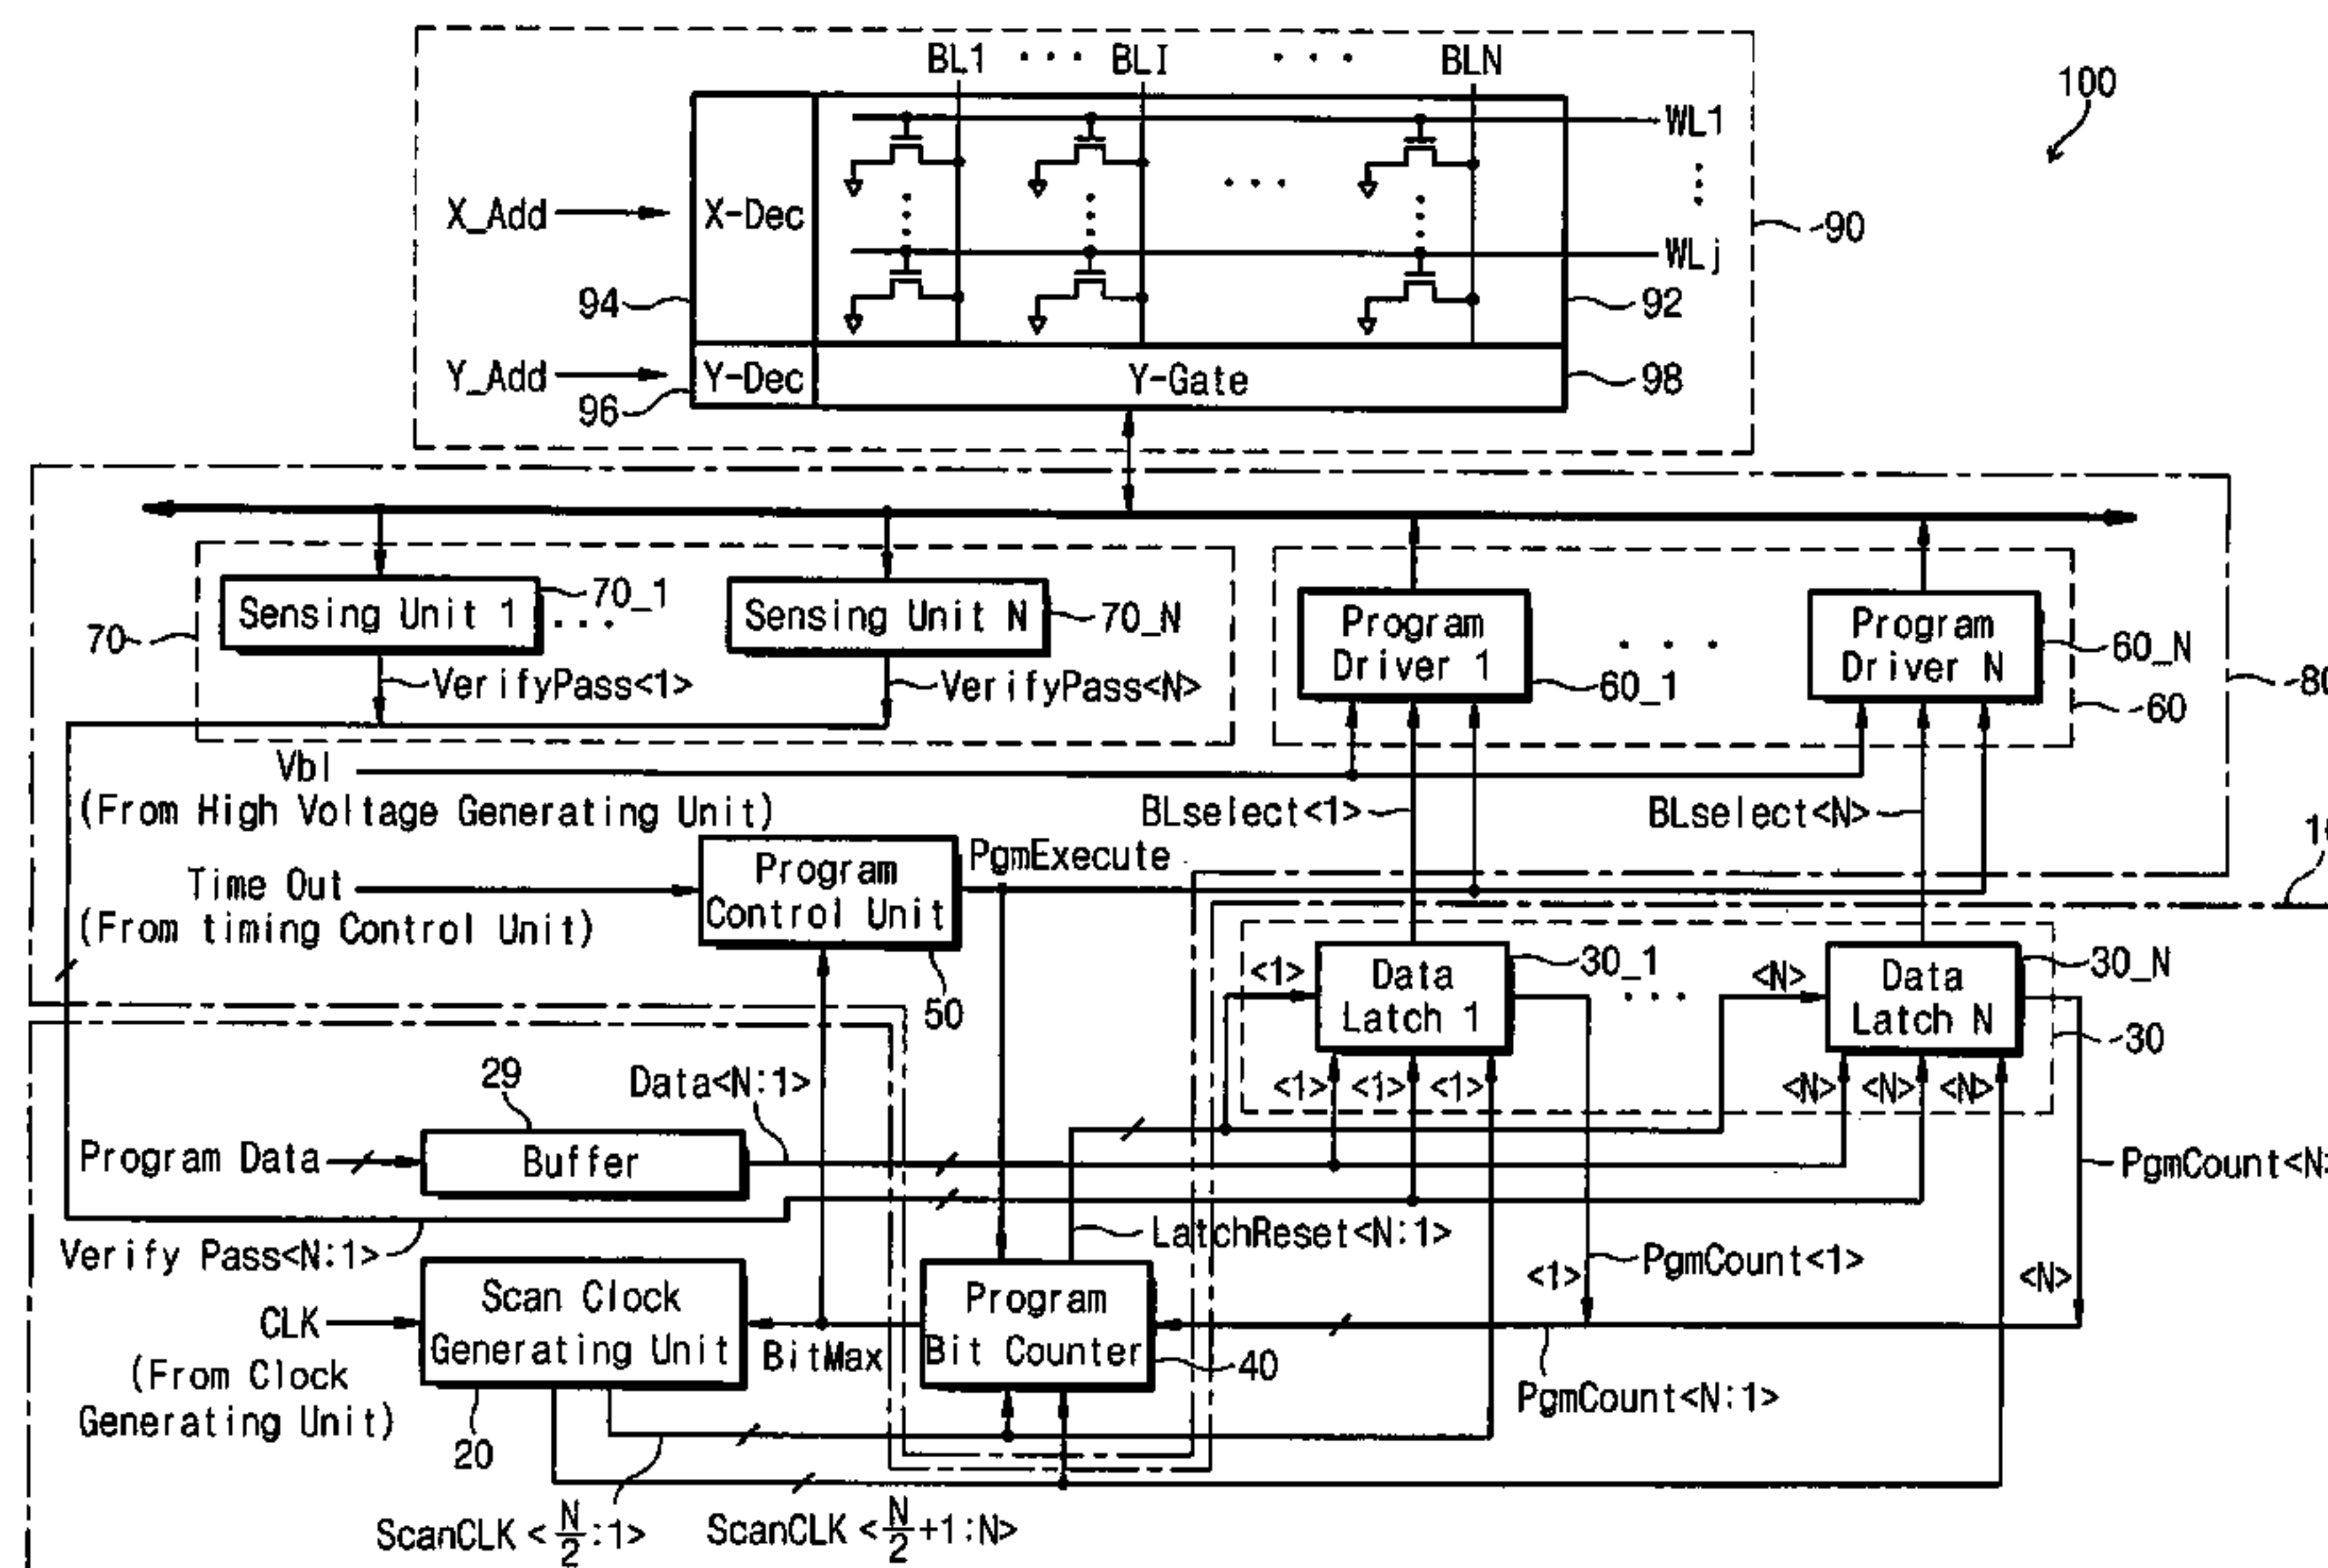 BL1 ··· BLI ··· BLN
100
WL1
X_Add
X-Dec
···
90
WLj
94
92
Y_Add
Y-Dec
Y-Gate
98
96
Sensing Unit 1
70_1
···
Sensing Unit N
70_N
70
Program
Driver 1
60_1
···
Program
Driver N
60_N
60
VerifyPass<1>
VerifyPass<N>
Vbl
(From High Voltage Generating Unit)
BLselect<1>
BLselect<N>
Program
Control Unit
PgmExecute
Time Out
(From timing Control Unit)
50
<1>
Data
Latch 1
30_1
···
<N>
Data
Latch N
30_N
30
29
Data<N:1>
<1> <1> <1>
<N> <N> <N>
Program Data
Buffer
Verify Pass<N:1>
LatchReset<N:1>
PgmCount<1>
<1>
<N>
CLK
(From Clock
Generating Unit)
Scan Clock
Generating Unit
20
BitMax
Program
Bit Counter
40
PgmCount<N:1>
ScanCLK <N/2:1>
ScanCLK <N/2+1:N>